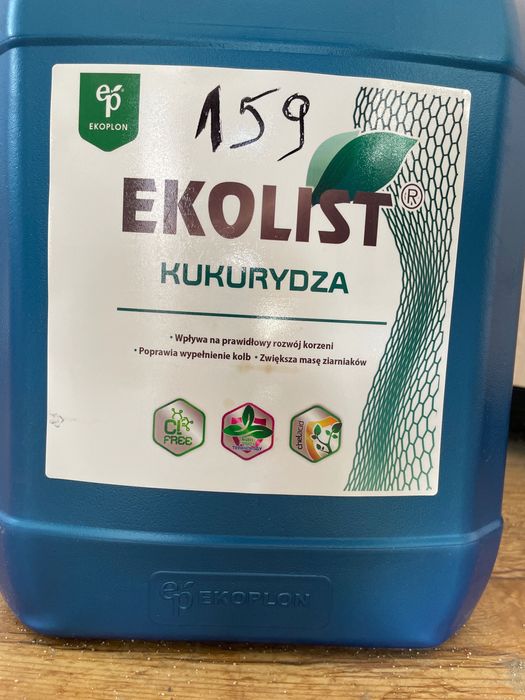 ep
EKOPLON
159
EKOLIST®
KUKURYDZA
• Wpływa na prawidłowy rozwój korzeni
• Poprawia wypełnienie kolb • Zwiększa masę ziarniaków
CL
FREE
chelacid
ep EKOPLON